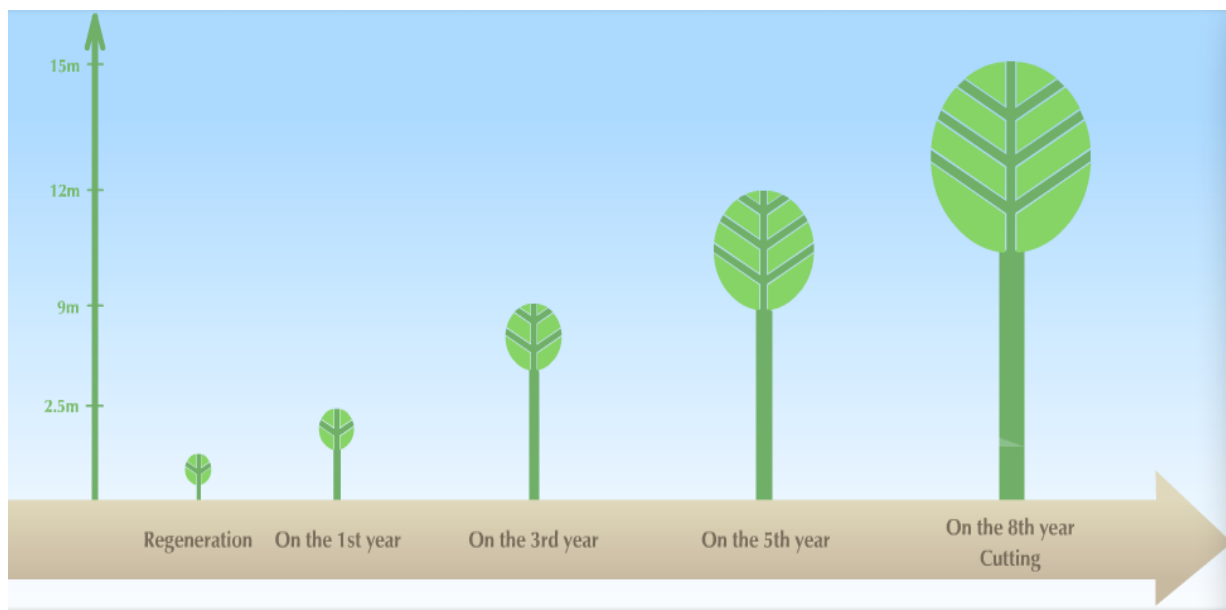 15m
12m
9m
2.5m
Regeneration
On the 1st year
On the 3rd year
On the 5th year
On the 8th year
Cutting